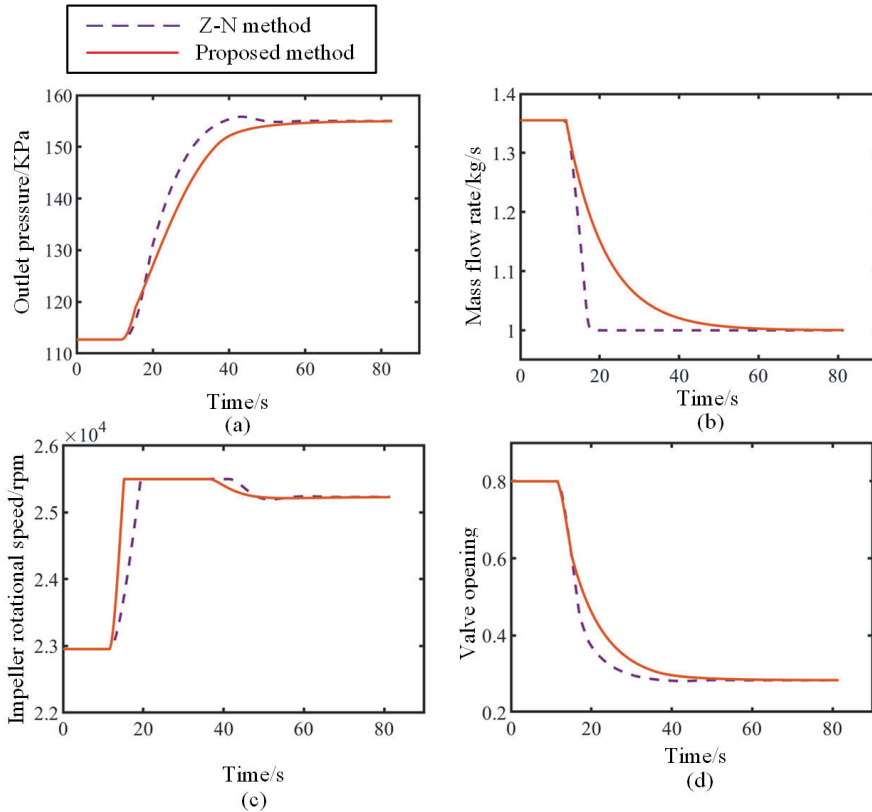 Z-N method
Proposed method
Outlet pressure/KPa
160
150
140
130
120
110
0
20
40
60
80
Time/s
(a)
Mass flow rate/kg/s
1.4
1.3
1.2
1.1
1
0
20
40
60
80
Time/s
(b)
Impeller rotational speed/rpm
×10⁴
2.6
2.5
2.4
2.3
2.2
0
20
40
60
80
Time/s
(c)
Valve opening
0.8
0.6
0.4
0.2
0
20
40
60
80
Time/s
(d)